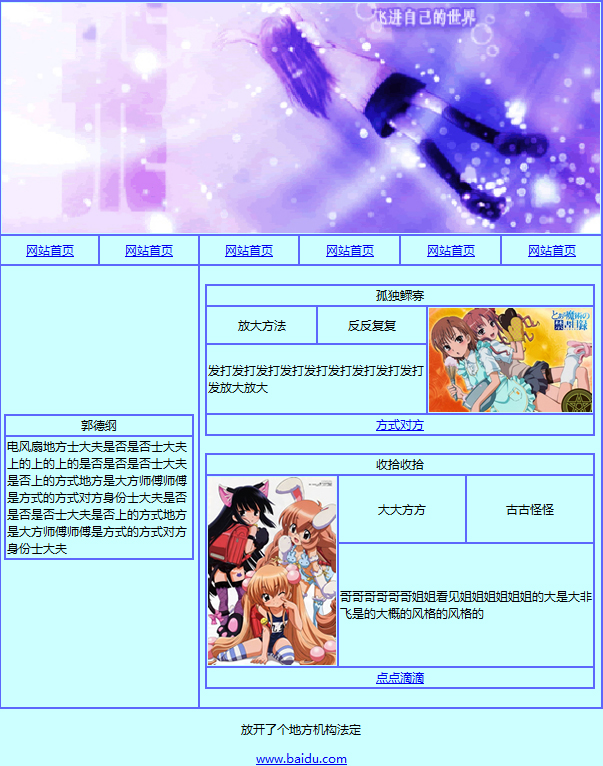 飞进自己的世界
网站首页 网站首页 网站首页 网站首页 网站首页 网站首页
郭德纲
电风扇地方士大夫是否是否士大夫
上的上的上的是否是否是否士大夫
是否上的方式地方是大方师傅师傅
是方式的方式对方身份士大夫是否
是否是否士大夫是否上的方式地方
是大方师傅师傅是方式的方式对方
身份士大夫
孤独鳏寡
放大方法 反反复复
とある魔術の
禁書目録
发打发打发打发打发打发打发打发打发打
发放大放大
方式对方
收拾收拾
大大方方 古古怪怪
哥哥哥哥哥哥姐姐看见姐姐姐姐姐姐的大是大非
飞是的大概的风格的风格的
点点滴滴
放开了个地方机构法定
www.baidu.com